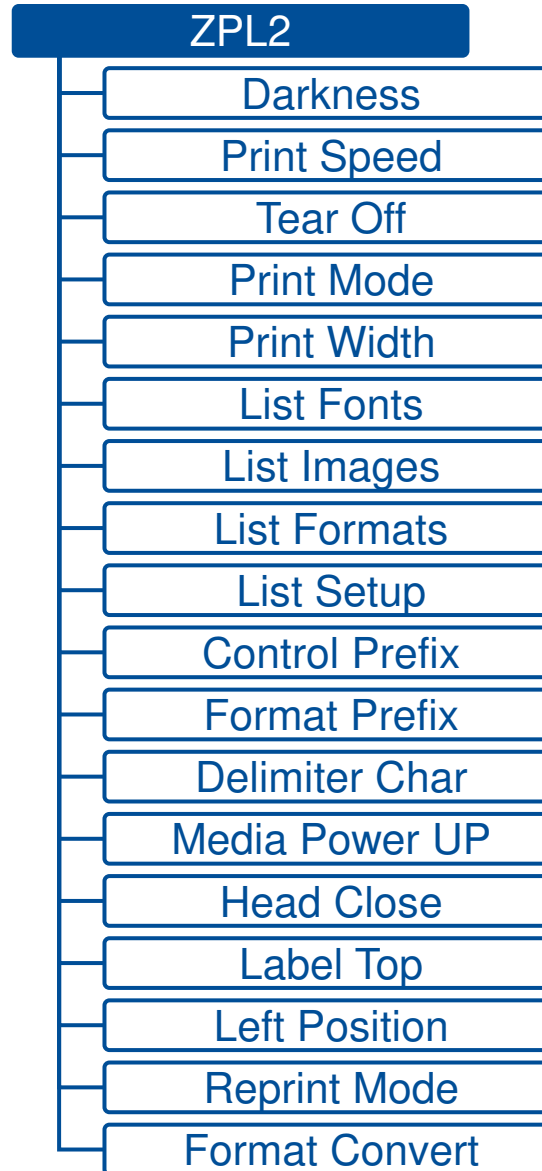 ZPL2
Darkness
Print Speed
Tear Off
Print Mode
Print Width
List Fonts
List Images
List Formats
List Setup
Control Prefix
Format Prefix
Delimiter Char
Media Power UP
Head Close
Label Top
Left Position
Reprint Mode
Format Convert